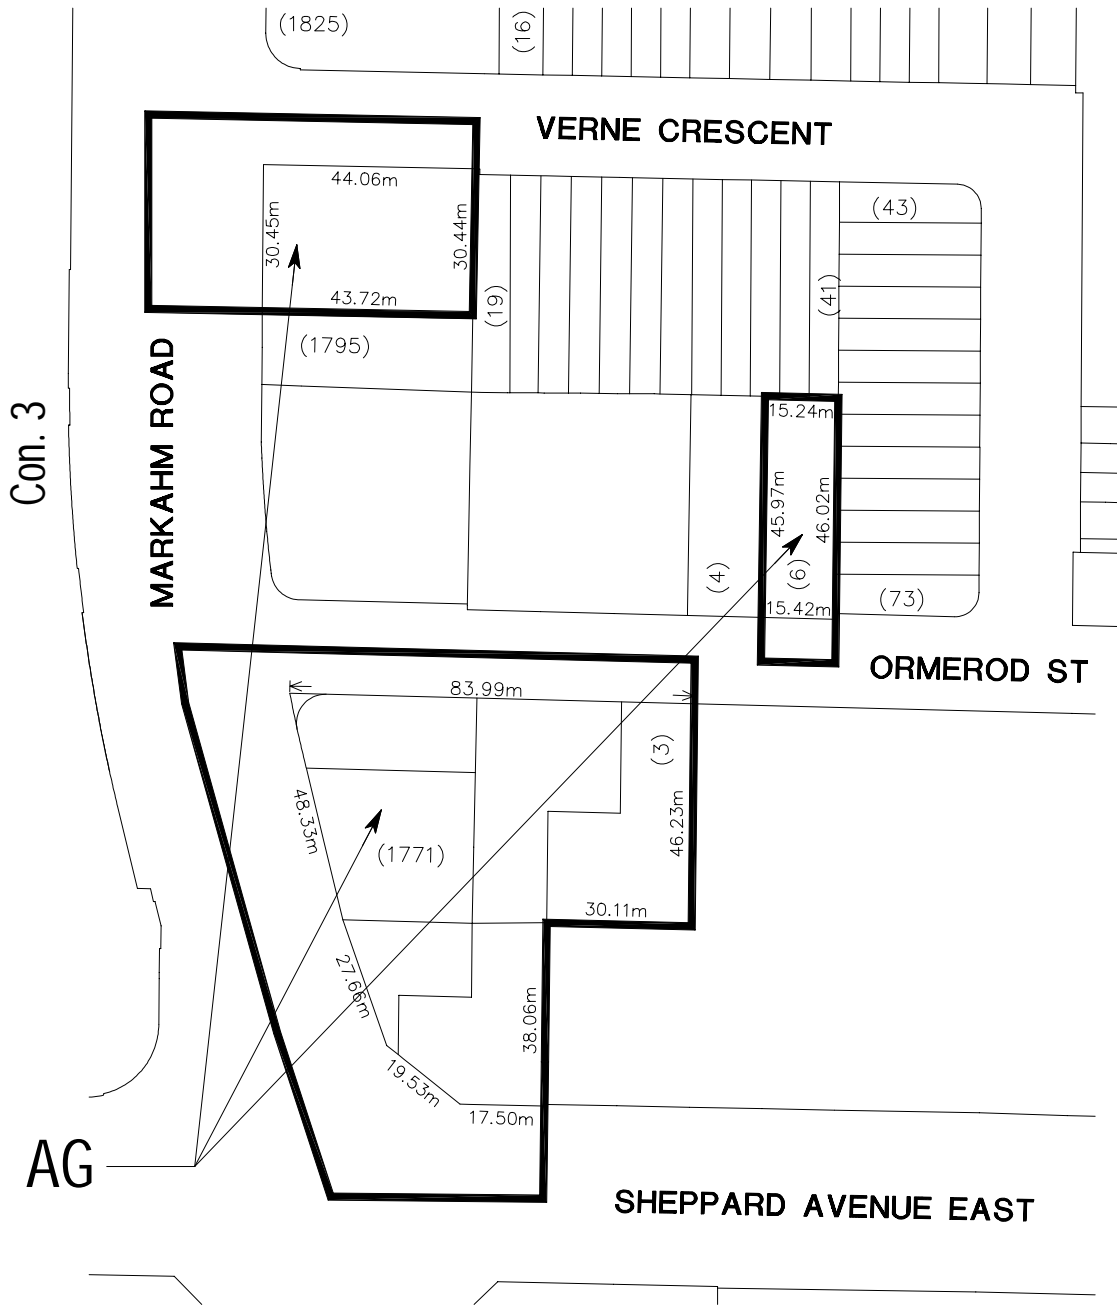 (1825)
(16)
VERNE CRESCENT
44.06m
30.45m
30.44m
43.72m
(43)
(19)
(41)
(1795)
MARKAHM ROAD
Con. 3
15.24m
45.97m
46.02m
(4)
(6)
15.42m
(73)
ORMEROD ST
83.99m
(3)
48.33m
46.23m
(1771)
30.11m
27.66m
38.06m
19.53m
17.50m
AG
SHEPPARD AVENUE EAST